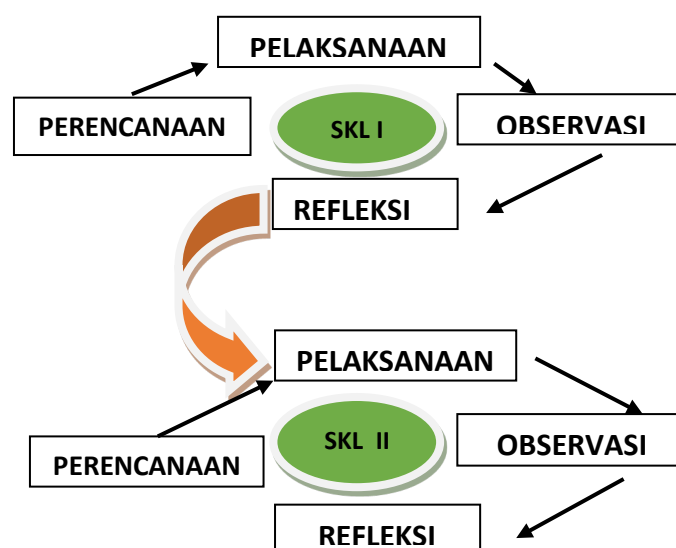 PELAKSANAAN
PERENCANAAN
SKL I
OBSERVASI
REFLEKSI
PELAKSANAAN
PERENCANAAN
SKL II
OBSERVASI
REFLEKSI